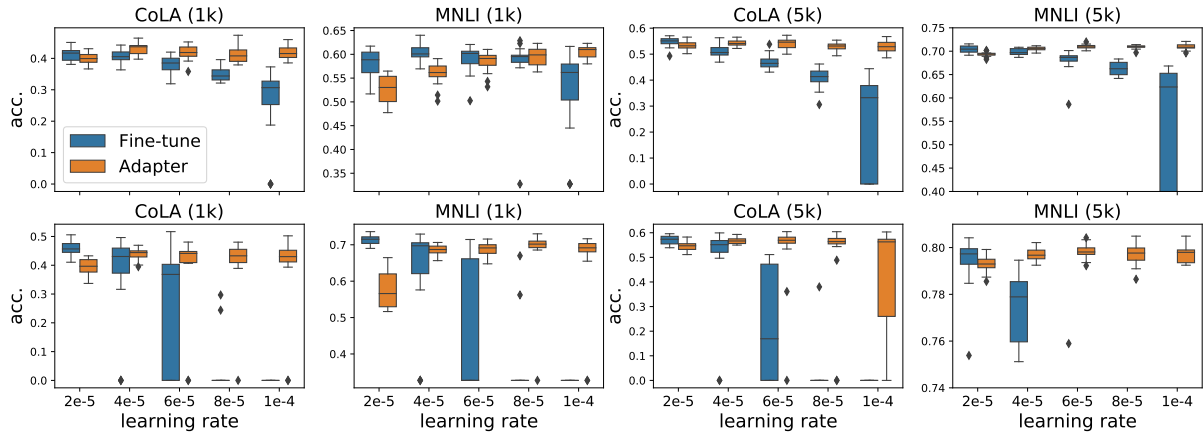 CoLA (1k)
MNLI (1k)
CoLA (5k)
MNLI (5k)
acc.
0.4
0.3
0.2
0.1
0.0
Fine-tune
Adapter
0.65
0.60
0.55
0.50
0.45
0.40
0.35
0.6
0.5
0.4
0.3
0.2
0.1
0.0
0.75
0.70
0.65
0.60
0.55
0.50
0.45
0.40
CoLA (1k)
MNLI (1k)
CoLA (5k)
MNLI (5k)
acc.
0.5
0.4
0.3
0.2
0.1
0.0
0.7
0.6
0.5
0.4
0.6
0.5
0.4
0.3
0.2
0.1
0.0
0.80
0.78
0.76
0.74
2e-5 4e-5 6e-5 8e-5 1e-4
2e-5 4e-5 6e-5 8e-5 1e-4
2e-5 4e-5 6e-5 8e-5 1e-4
2e-5 4e-5 6e-5 8e-5 1e-4
learning rate
learning rate
learning rate
learning rate